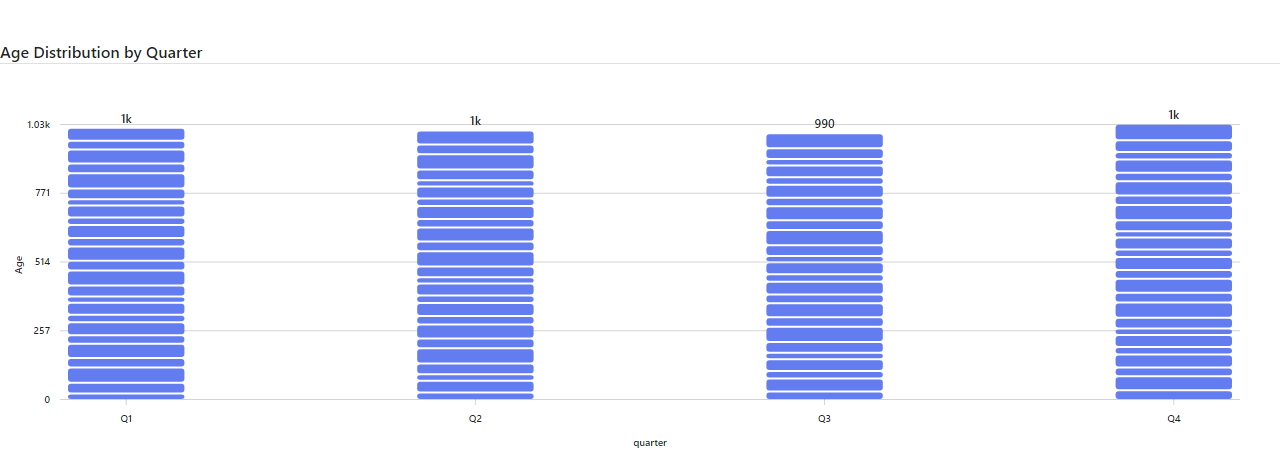 Age Distribution by Quarter
1k
1k
990
1k
1.03k
771
514
257
0
Age
Q1
Q2
Q3
Q4
quarter